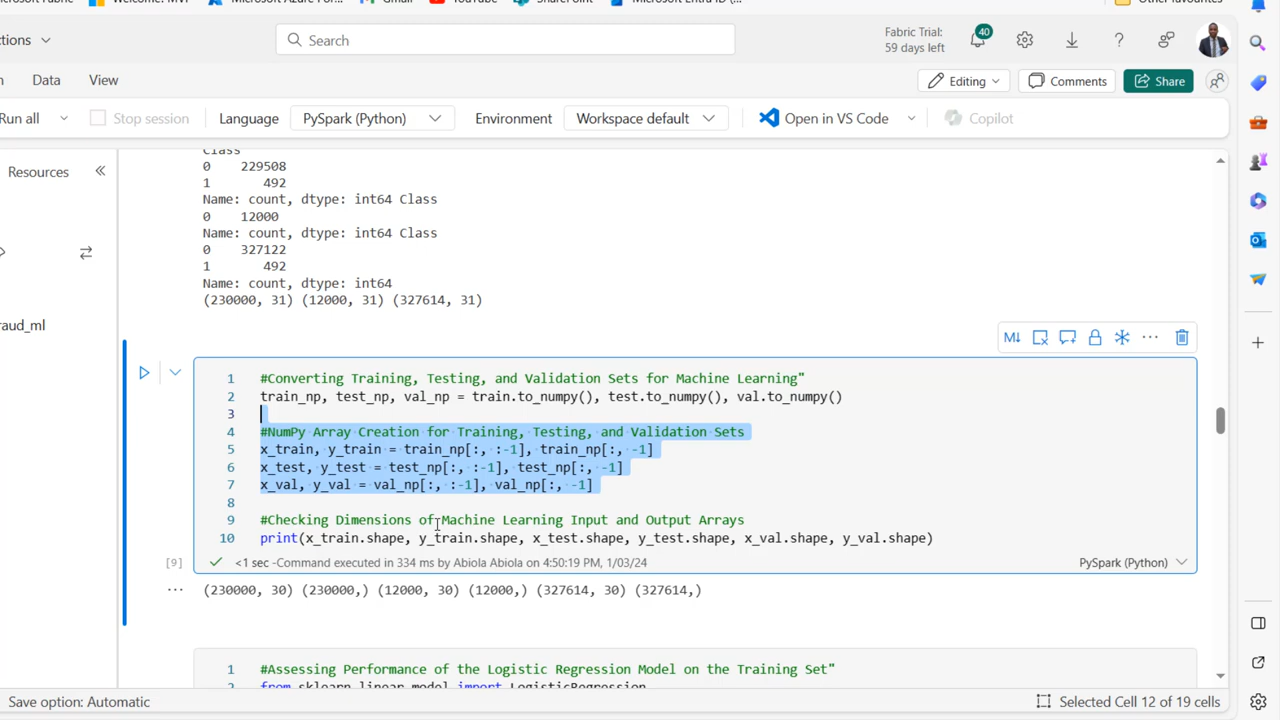 Microsoft Fabric
Welcome: MVP
Microsoft Azure For...
Gmail
YouTube
SharePoint
Microsoft Entra ID (...
Other favourites
ctions
Search
Fabric Trial:
59 days left
40
Data
View
Editing
Comments
Share
Run all
Stop session
Language
PySpark (Python)
Environment
Workspace default
Open in VS Code
Copilot
Resources
Class
0    229508
1       492
Name: count, dtype: int64 Class
0    12000
Name: count, dtype: int64 Class
0    327122
1       492
Name: count, dtype: int64
(230000, 31) (12000, 31) (327614, 31)
raud_ml
M↓
1 #Converting Training, Testing, and Validation Sets for Machine Learning"
2 train_np, test_np, val_np = train.to_numpy(), test.to_numpy(), val.to_numpy()
3
4 #NumPy Array Creation for Training, Testing, and Validation Sets
5 x_train, y_train = train_np[:, :-1], train_np[:, -1]
6 x_test, y_test = test_np[:, :-1], test_np[:, -1]
7 x_val, y_val = val_np[:, :-1], val_np[:, -1]
8
9 #Checking Dimensions of Machine Learning Input and Output Arrays
10 print(x_train.shape, y_train.shape, x_test.shape, y_test.shape, x_val.shape, y_val.shape)
[9]
<1 sec -Command executed in 334 ms by Abiola Abiola on 4:50:19 PM, 1/03/24
PySpark (Python)
(230000, 30) (230000,) (12000, 30) (12000,) (327614, 30) (327614,)
1 #Assessing Performance of the Logistic Regression Model on the Training Set"
2 from sklearn.linear_model import LogisticRegression
Save option: Automatic
Selected Cell 12 of 19 cells